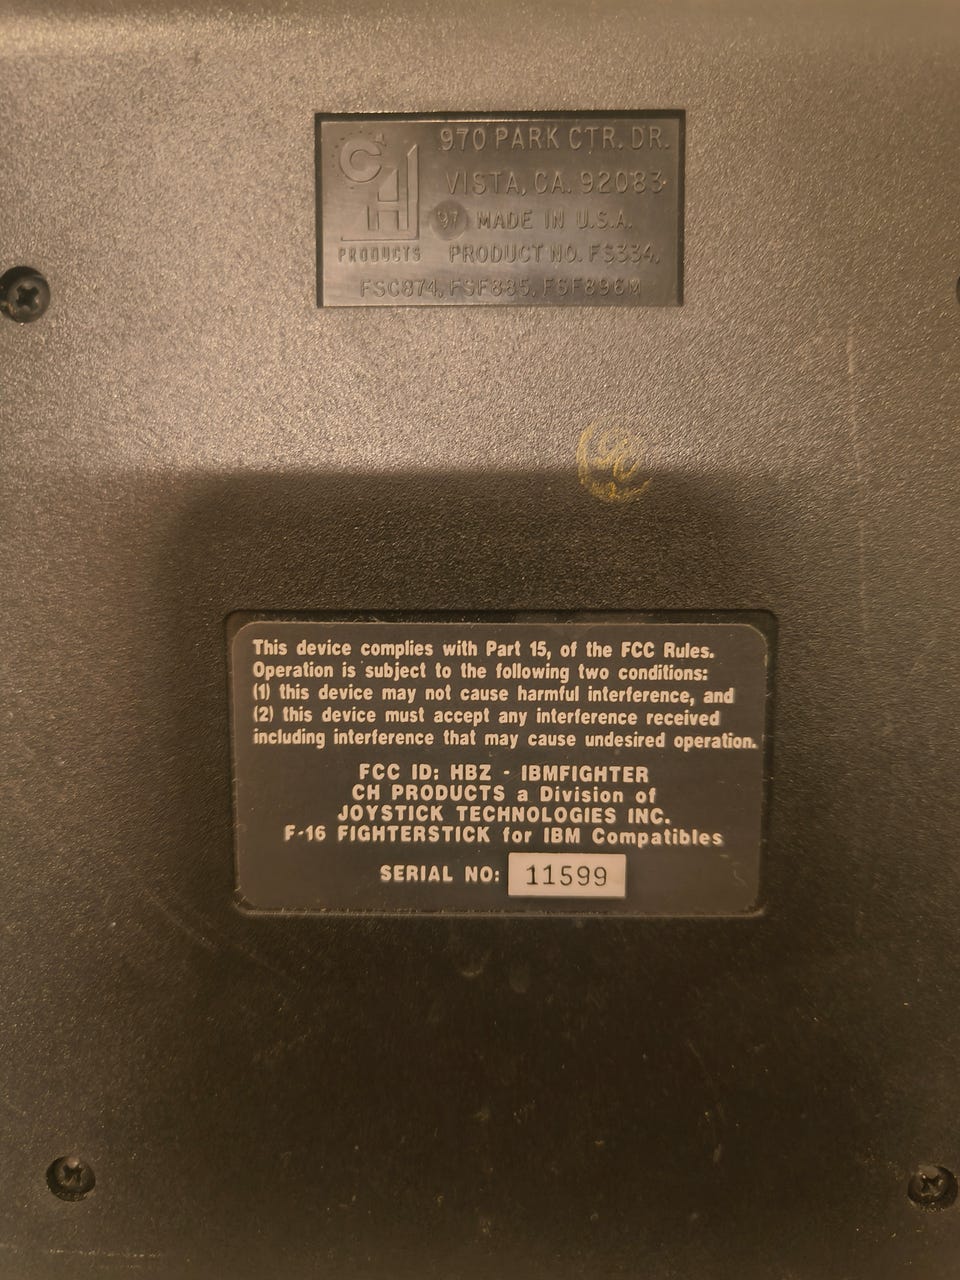 CH
PRODUCTS
970 PARK CTR. DR.
VISTA, CA. 92083
97 MADE IN U.S.A.
PRODUCT NO. FS334,
FSC874, FSF885, FSF896M
This device complies with Part 15, of the FCC Rules.
Operation is subject to the following two conditions:
(1) this device may not cause harmful interference, and
(2) this device must accept any interference received
including interference that may cause undesired operation.
FCC ID: HBZ - IBMFIGHTER
CH PRODUCTS a Division of
JOYSTICK TECHNOLOGIES INC.
F-16 FIGHTERSTICK for IBM Compatibles
SERIAL NO: 11599